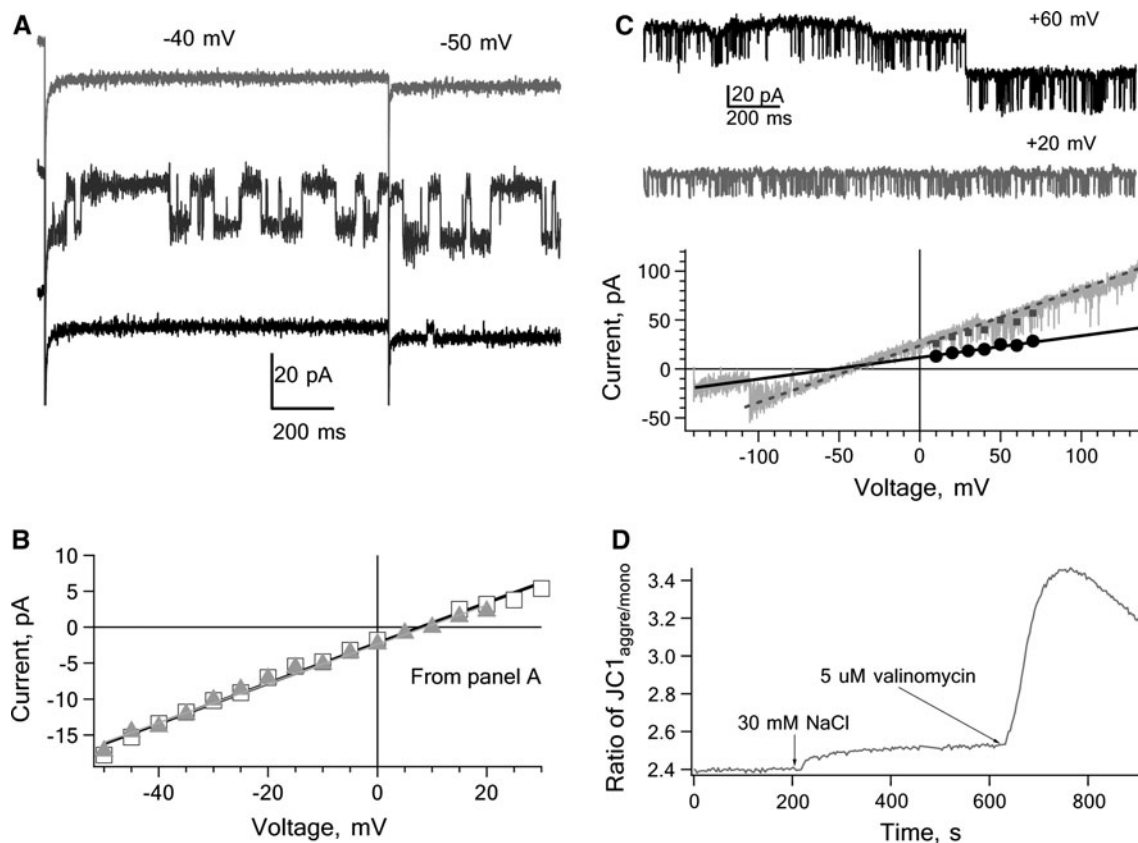 A
-40 mV
-50 mV
20 pA
200 ms
B
Current, pA
10
5
0
-5
-10
-15
From panel A
-40
-20
0
20
Voltage, mV
C
+60 mV
20 pA
200 ms
+20 mV
Current, pA
100
50
0
-50
-100
-50
0
50
100
Voltage, mV
D
Ratio of JC1aggre/mono
3.4
3.2
2.8
2.6
2.4
5 uM valinomycin
30 mM NaCl
0
200
400
600
800
Time, s